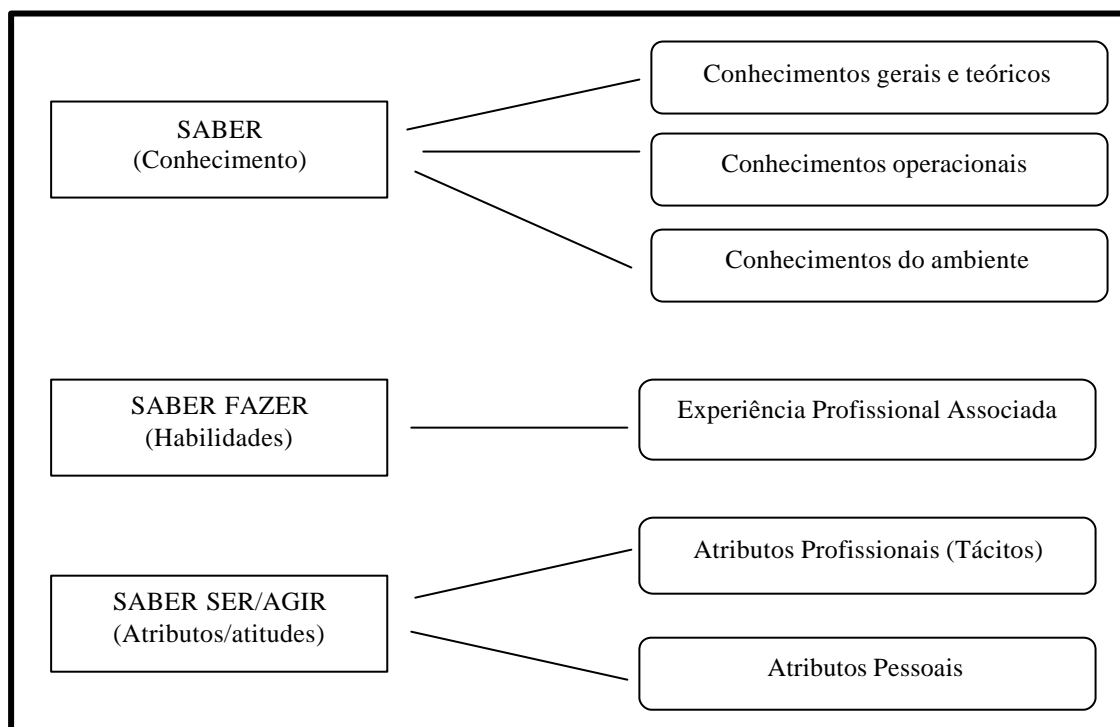 SABER
(Conhecimento)
Conhecimentos gerais e teóricos
Conhecimentos operacionais
Conhecimentos do ambiente
SABER FAZER
(Habilidades)
Experiência Profissional Associada
SABER SER/AGIR
(Atributos/atitudes)
Atributos Profissionais (Tácitos)
Atributos Pessoais